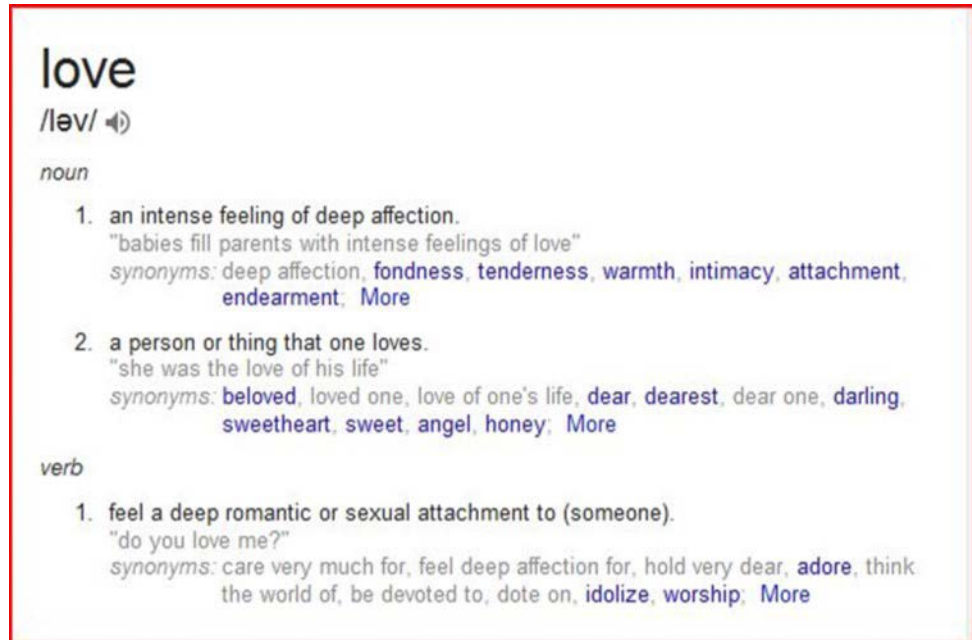 love
/ləv/
noun
1. an intense feeling of deep affection.
"babies fill parents with intense feelings of love"
synonyms: deep affection, fondness, tenderness, warmth, intimacy, attachment,
endearment; More
2. a person or thing that one loves.
"she was the love of his life"
synonyms: beloved, loved one, love of one's life, dear, dearest, dear one, darling,
sweetheart, sweet, angel, honey; More
verb
1. feel a deep romantic or sexual attachment to (someone).
"do you love me?"
synonyms: care very much for, feel deep affection for, hold very dear, adore, think
the world of, be devoted to, dote on, idolize, worship; More